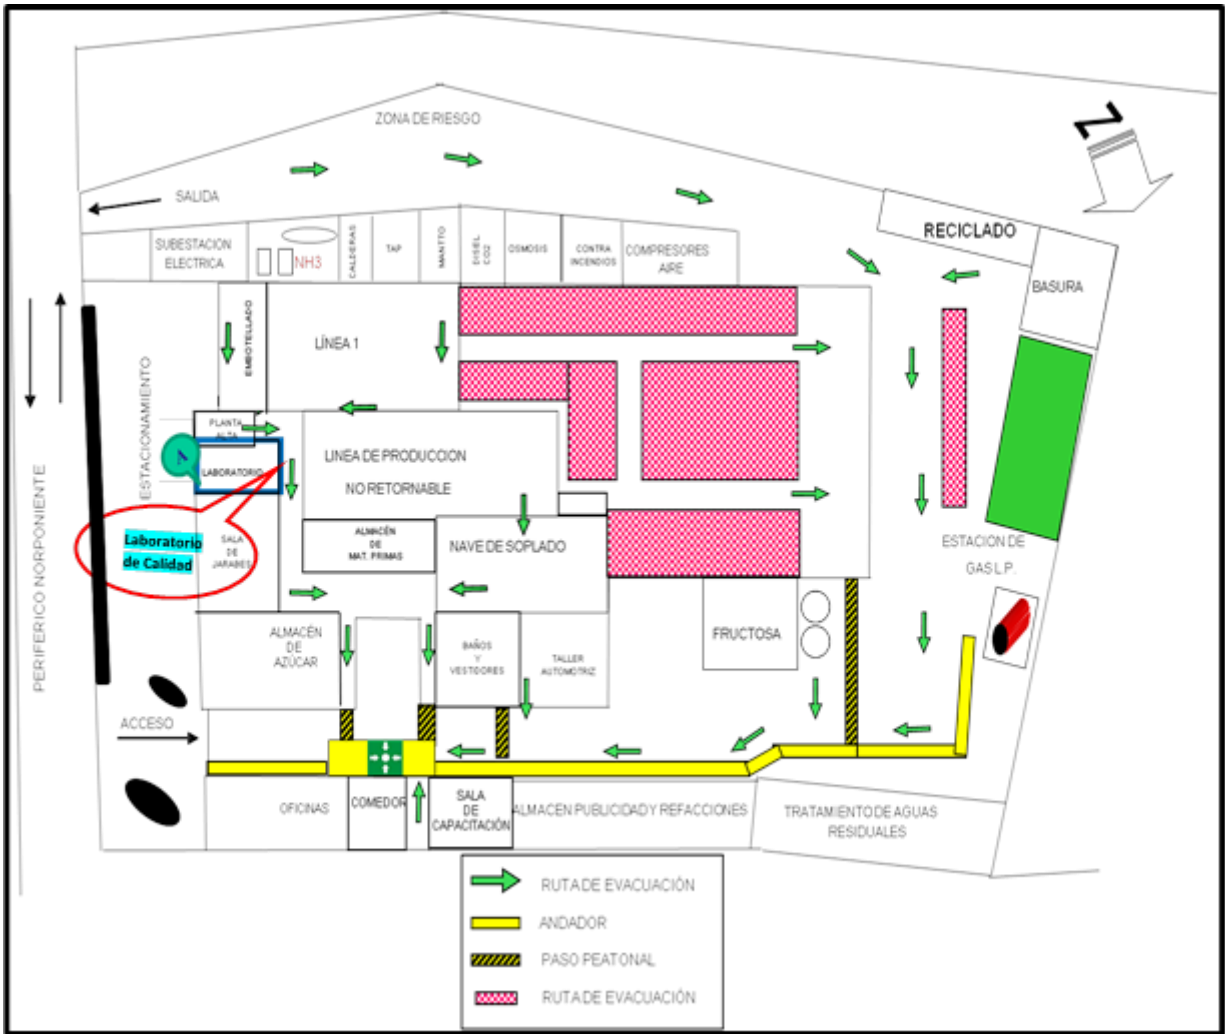 ZONA DE RIESGO
N
SALIDA
RECICLADO
SUBESTACION
ELECTRICA
NH3
CALDERAS
TAP
MANTTO
DISEL
CO2
OSMOSIS
CONTRA
INCENDIOS
COMPRESORES
AIRE
BASURA
EMBOTELLADO
LÍNEA 1
ESTACIONAMIENTO
PLANTA
ALTA
LABORATORIO
LINEA DE PRODUCCION
NO RETORNABLE
PERIFERICO NORPONIENTE
Laboratorio
de Calidad
SALA
DE
JARABES
ALMACÉN
DE
MAT. PRIMAS
NAVE DE SOPLADO
ESTACION DE
GAS L.P.
ALMACÉN
DE
AZÚCAR
BAÑOS
Y
VESTIDORES
TALLER
AUTOMOTRIZ
FRUCTOSA
ACCESO
OFICINAS
COMEDOR
SALA
DE
CAPACITACIÓN
ALMACEN PUBLICIDAD Y REFACCIONES
TRATAMIENTO DE AGUAS
RESIDUALES
RUTA DE EVACUACIÓN
ANDADOR
PASO PEATONAL
RUTA DE EVACUACIÓN